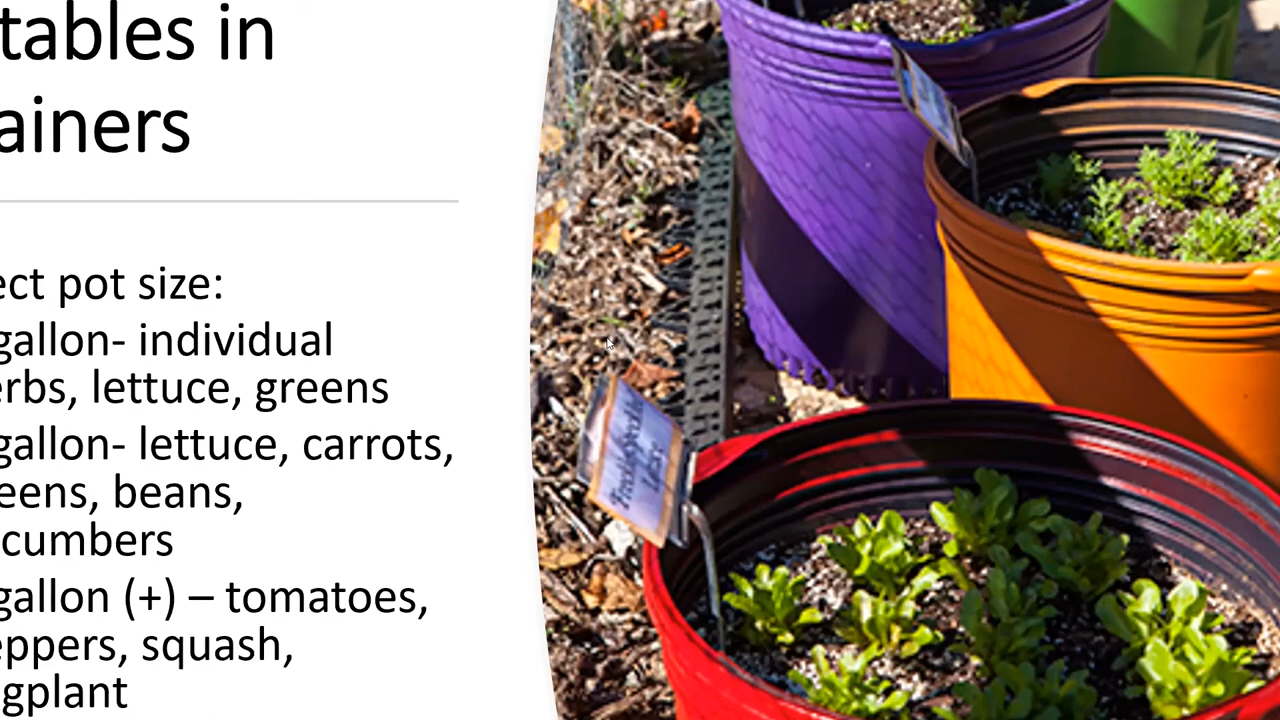 tables in
ainers
ect pot size:
gallon- individual
erbs, lettuce, greens
gallon- lettuce, carrots,
eens, beans,
cumbers
gallon (+) – tomatoes,
eppers, squash,
gplant